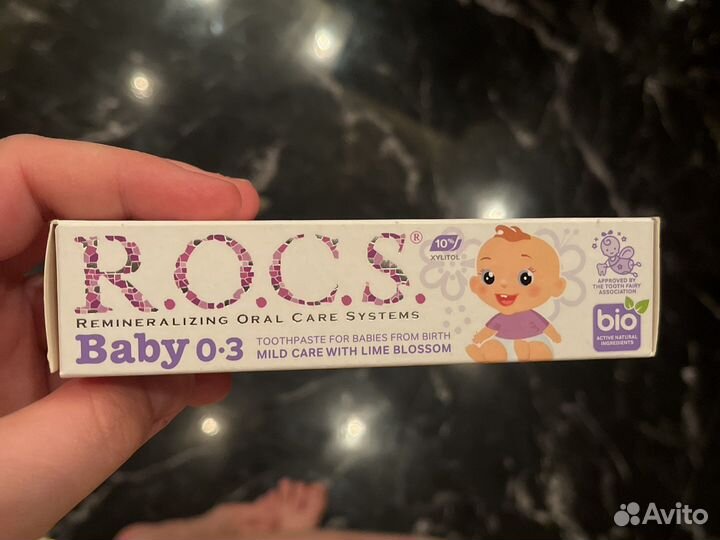 R.O.C.S.®
REMINERALIZING ORAL CARE SYSTEMS
Baby 0·3
TOOTHPASTE FOR BABIES FROM BIRTH
MILD CARE WITH LIME BLOSSOM
10%
XYLITOL
APPROVED BY
THE TOOTH FAIRY
ASSOCIATION
bio
ACTIVE NATURAL
INGREDIENTS
Avito